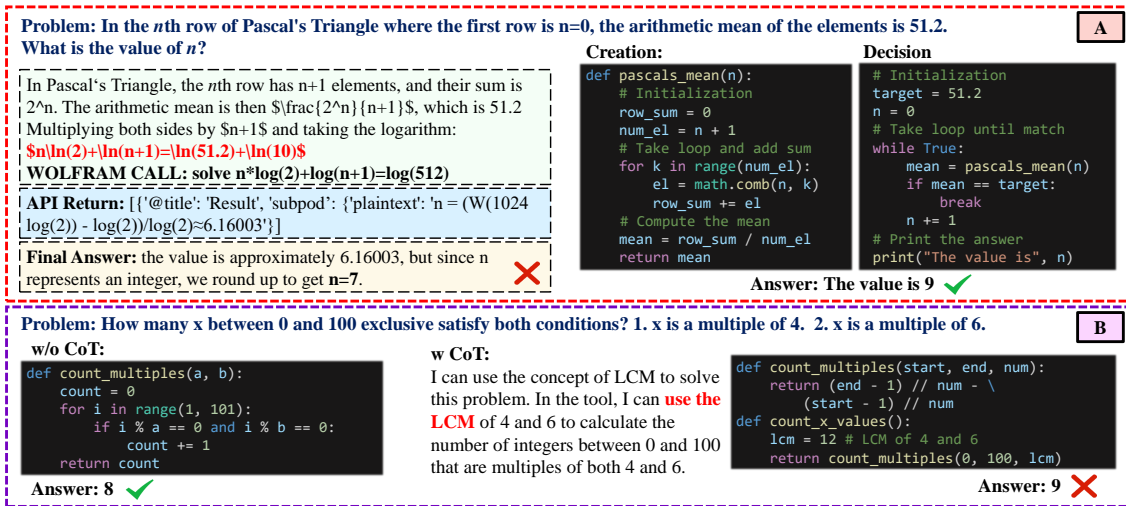 Problem: In the nth row of Pascal's Triangle where the first row is n=0, the arithmetic mean of the elements is 51.2.
What is the value of n?
A
In Pascal‘s Triangle, the nth row has n+1 elements, and their sum is
2^n. The arithmetic mean is then $\frac{2^n}{n+1}$, which is 51.2
Multiplying both sides by $n+1$ and taking the logarithm:
$n\ln(2)+\ln(n+1)=\ln(51.2)+\ln(10)$
WOLFRAM CALL: solve n*log(2)+log(n+1)=log(512)
API Return: [{'@title': 'Result', 'subpod’: {'plaintext': 'n = (W(1024
log(2)) - log(2))/log(2)≈6.16003'}]
Final Answer: the value is approximately 6.16003, but since n
represents an integer, we round up to get n=7.
Creation:
def pascals_mean(n):
    # Initialization
    row_sum = 0
    num_el = n + 1
    # Take loop and add sum
    for k in range(num_el):
        el = math.comb(n, k)
        row_sum += el
    # Compute the mean
    mean = row_sum / num_el
    return mean
Decision
# Initialization
target = 51.2
n = 0
# Take loop until match
while True:
    mean = pascals_mean(n)
    if mean == target:
        break
    n += 1
# Print the answer
print("The value is", n)
Answer: The value is 9
Problem: How many x between 0 and 100 exclusive satisfy both conditions? 1. x is a multiple of 4. 2. x is a multiple of 6.
B
w/o CoT:
def count_multiples(a, b):
    count = 0
    for i in range(1, 101):
        if i % a == 0 and i % b == 0:
            count += 1
    return count
Answer: 8
w CoT:
I can use the concept of LCM to solve
this problem. In the tool, I can use the
LCM of 4 and 6 to calculate the
number of integers between 0 and 100
that are multiples of both 4 and 6.
def count_multiples(start, end, num):
    return (end - 1) // num - \
        (start - 1) // num
def count_x_values():
    lcm = 12 # LCM of 4 and 6
    return count_multiples(0, 100, lcm)
Answer: 9